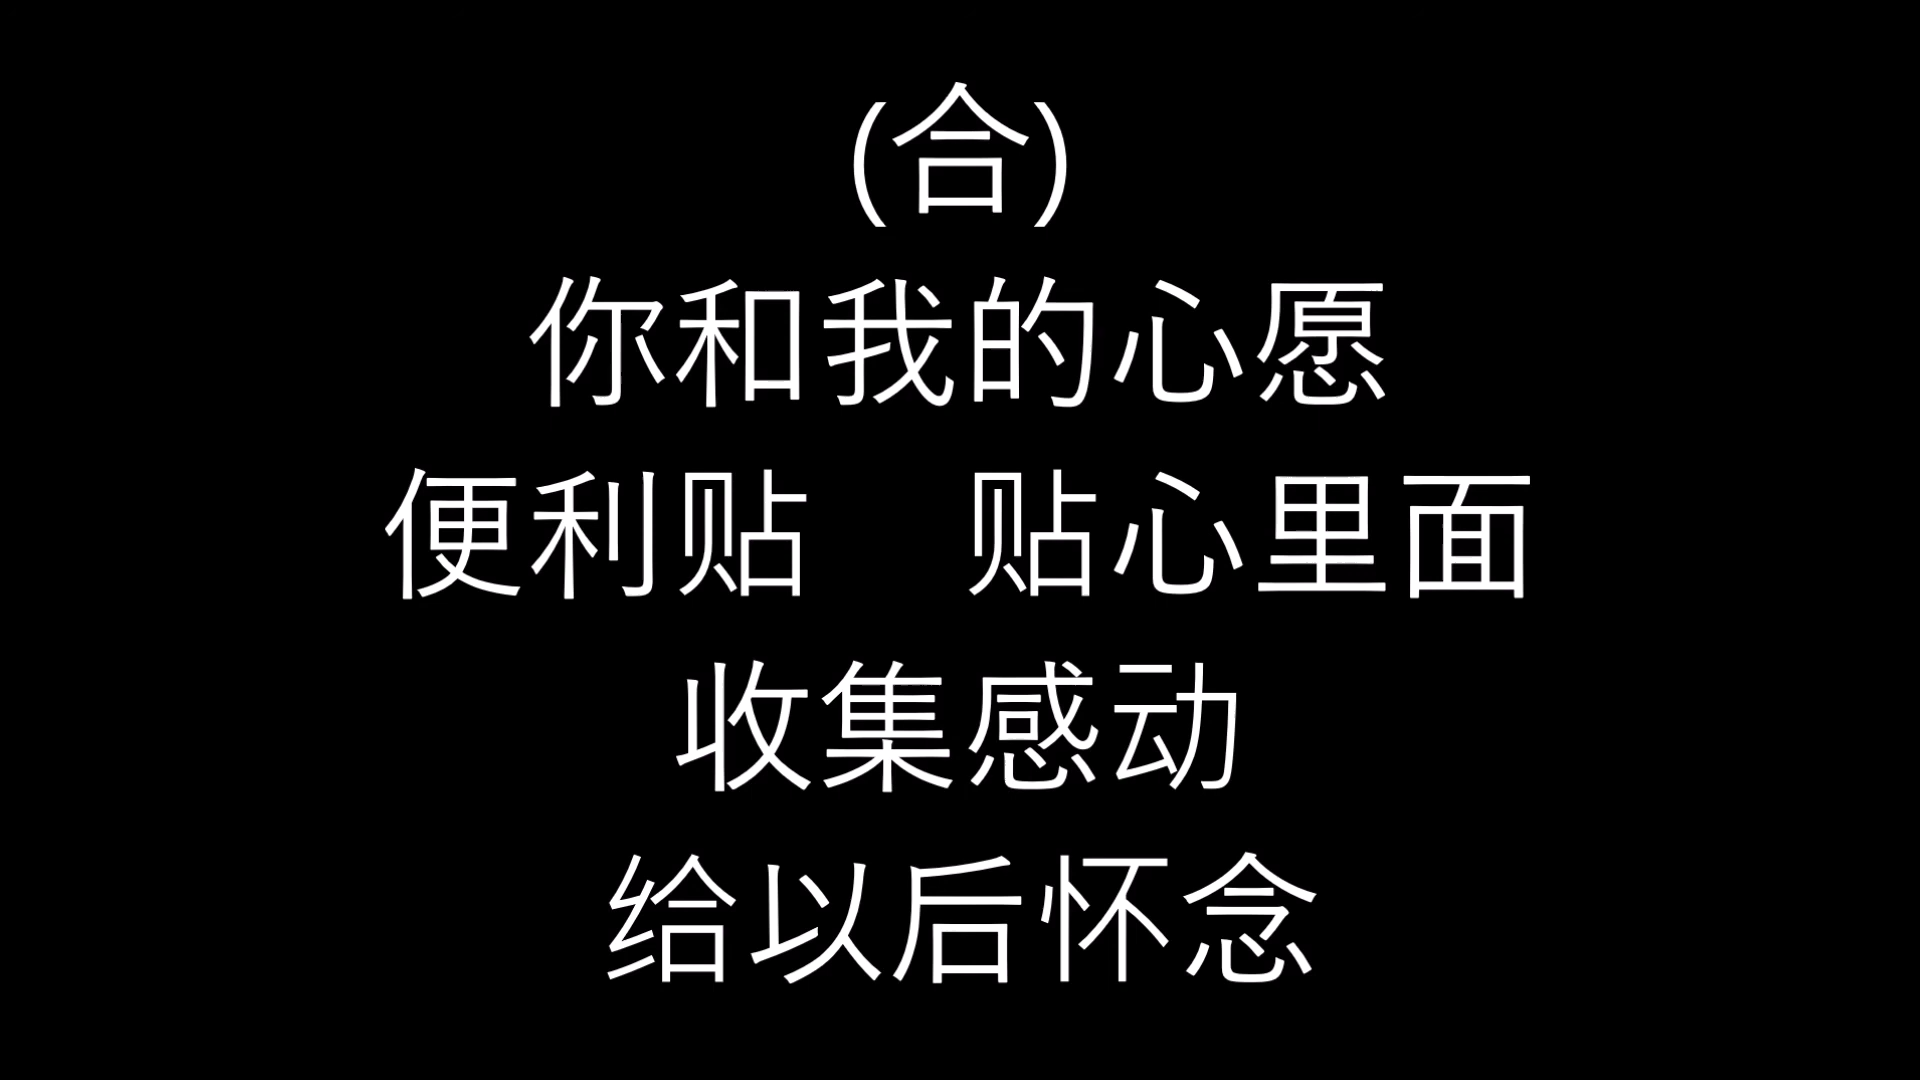 (合)
你和我的心愿
便利贴　贴心里面
收集感动
给以后怀念